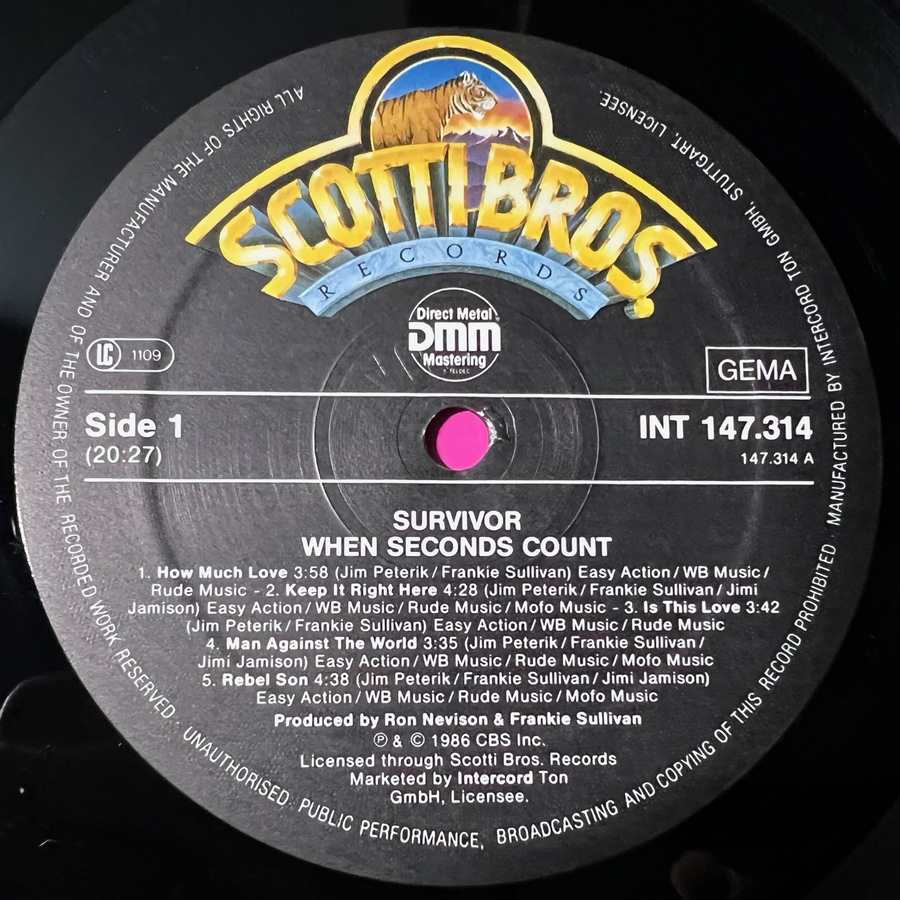 SCOTTI BROS.
RECORDS
Direct Metal
DMM
Mastering
TELDEC
LC 1109
GEMA
Side 1
(20:27)
INT 147.314
147.314 A
SURVIVOR
WHEN SECONDS COUNT
1. How Much Love 3:58 (Jim Peterik/Frankie Sullivan) Easy Action/WB Music/
Rude Music - 2. Keep It Right Here 4:28 (Jim Peterik/Frankie Sullivan/Jimi
Jamison) Easy Action/WB Music/Rude Music/Mofo Music - 3. Is This Love 3:42
(Jim Peterik/Frankie Sullivan) Easy Action/WB Music/Rude Music
4. Man Against The World 3:35 (Jim Peterik/Frankie Sullivan/
Jimi Jamison) Easy Action/WB Music/Rude Music/Mofo Music
5. Rebel Son 4:38 (Jim Peterik/Frankie Sullivan/Jimi Jamison)
Easy Action/WB Music/Rude Music/Mofo Music
Produced by Ron Nevison & Frankie Sullivan
℗ & © 1986 CBS Inc.
Licensed through Scotti Bros. Records
Marketed by Intercord Ton
GmbH, Licensee.
ALL RIGHTS OF THE MANUFACTURER AND OF THE OWNER OF THE RECORDED WORK RESERVED · UNAUTHORISED PUBLIC PERFORMANCE, BROADCASTING AND COPYING OF THIS RECORD PROHIBITED · MANUFACTURED BY INTERCORD TON GMBH, STUTTGART, LICENSEE.